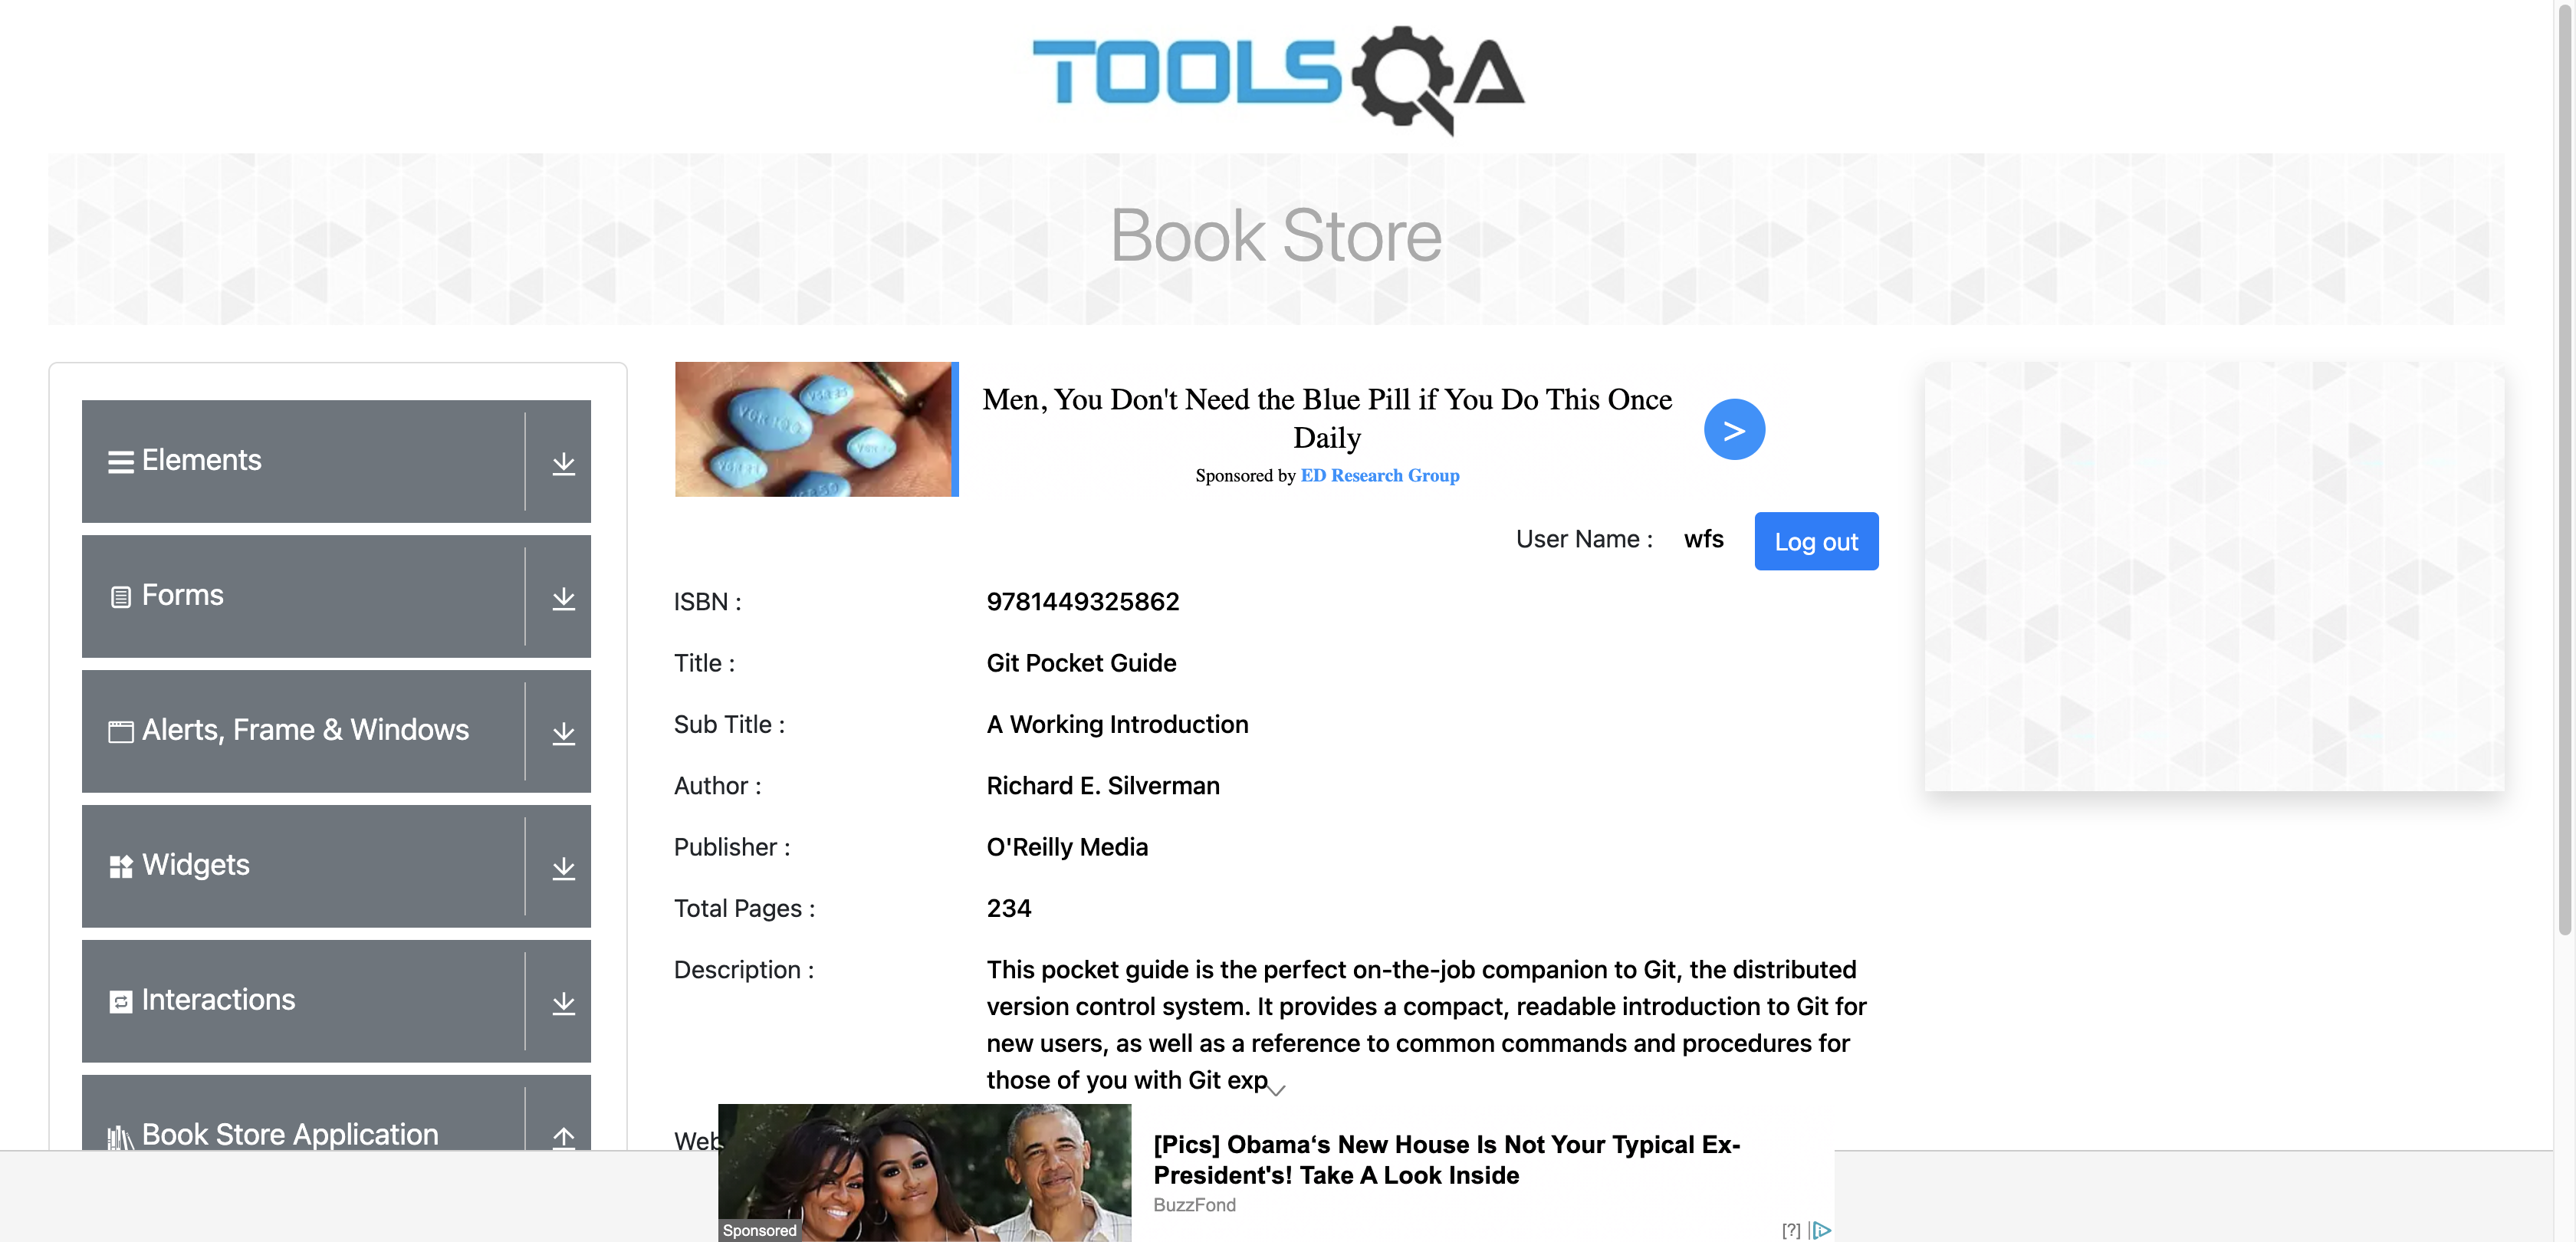 TOOLSQA
Book Store
Elements
Forms
Alerts, Frame & Windows
Widgets
Interactions
Book Store Application
Men, You Don't Need the Blue Pill if You Do This Once
Daily
Sponsored by ED Research Group
>
User Name : wfs Log out
ISBN : 9781449325862
Title : Git Pocket Guide
Sub Title : A Working Introduction
Author : Richard E. Silverman
Publisher : O'Reilly Media
Total Pages : 234
Description : This pocket guide is the perfect on-the-job companion to Git, the distributed
version control system. It provides a compact, readable introduction to Git for
new users, as well as a reference to common commands and procedures for
those of you with Git exp
Web
[Pics] Obama‘s New House Is Not Your Typical Ex-
President's! Take A Look Inside
BuzzFond
Sponsored
[?]